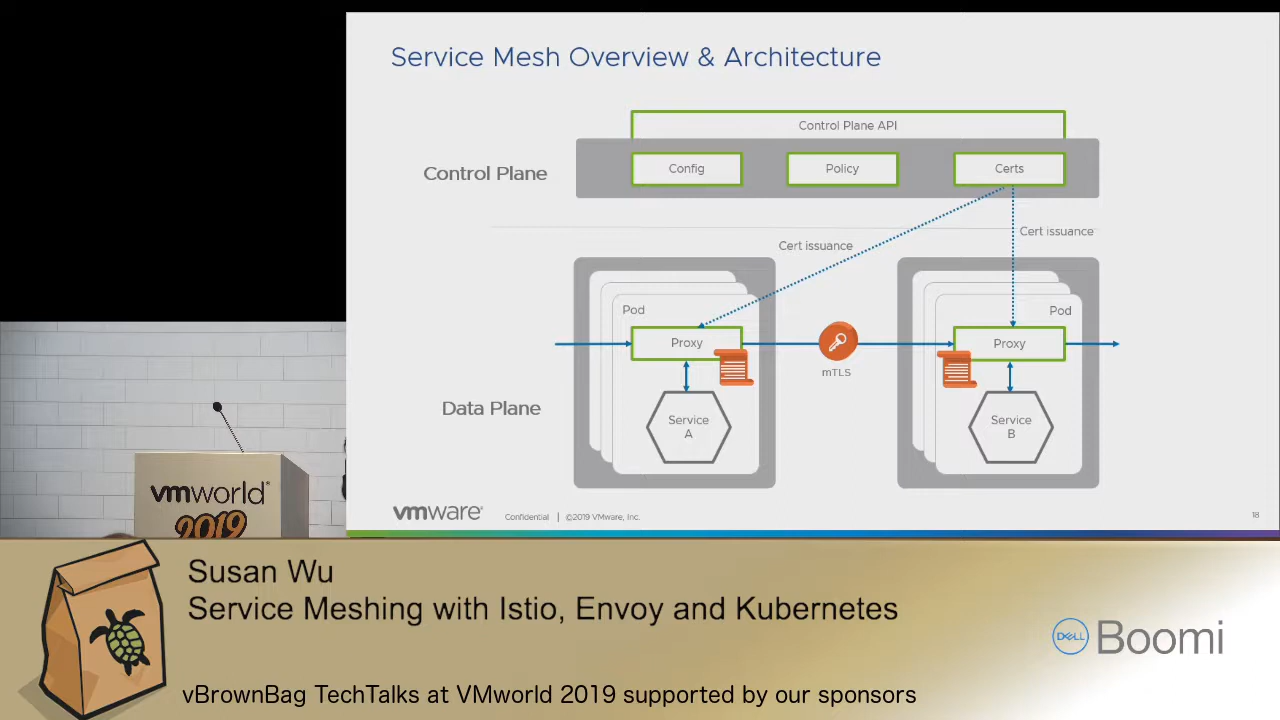 Service Mesh Overview & Architecture
Control Plane API
Control Plane
Config
Policy
Certs
Cert issuance
Cert issuance
Pod
Pod
Proxy
Proxy
mTLS
Data Plane
Service
A
Service
B
vmware®
Confidential | ©2019 VMware, Inc.
18
vmworld®
2019
Susan Wu
Service Meshing with Istio, Envoy and Kubernetes
DELL Boomi
vBrownBag TechTalks at VMworld 2019 supported by our sponsors